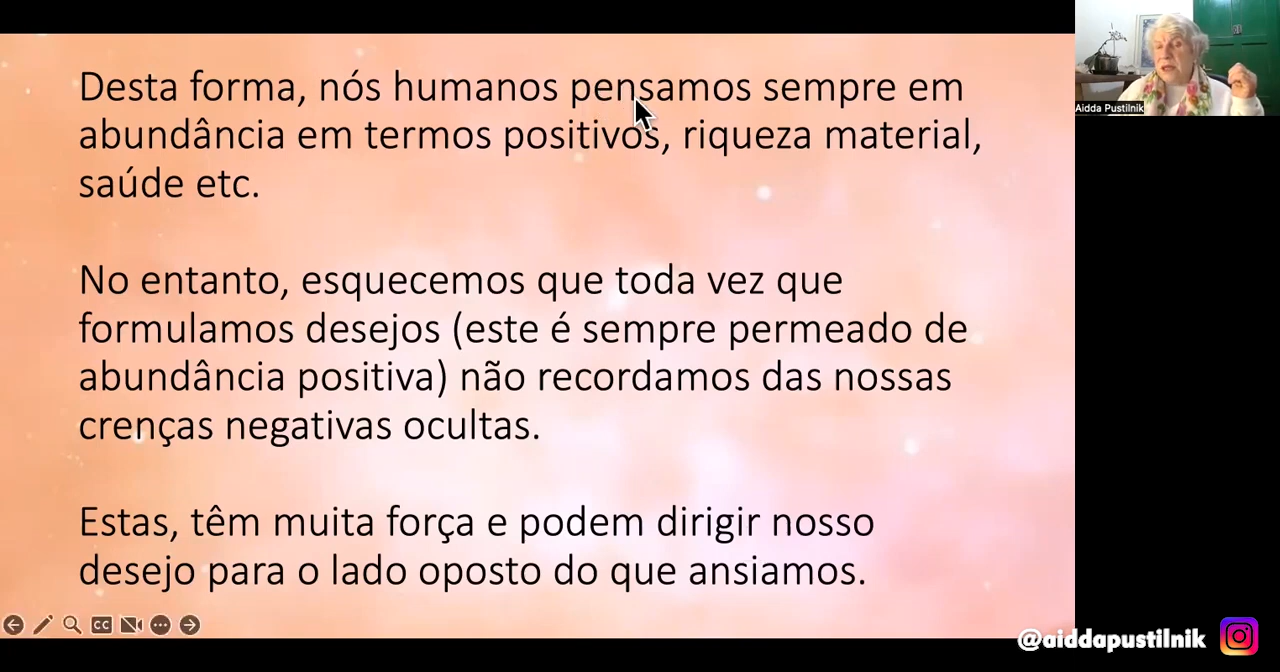 Desta forma, nós humanos pensamos sempre em
abundância em termos positivos, riqueza material,
saúde etc.
No entanto, esquecemos que toda vez que
formulamos desejos (este é sempre permeado de
abundância positiva) não recordamos das nossas
crenças negativas ocultas.
Estas, têm muita força e podem dirigir nosso
desejo para o lado oposto do que ansiamos.
Aidda Pustilnik
CC
@aiddapustilnik